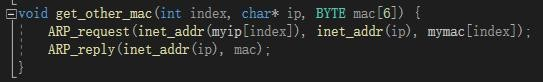 void get_other_mac(int index, char* ip, BYTE mac[6]) {
    ARP_request(inet_addr(myip[index]), inet_addr(ip), mymac[index]);
    ARP_reply(inet_addr(ip), mac);
}